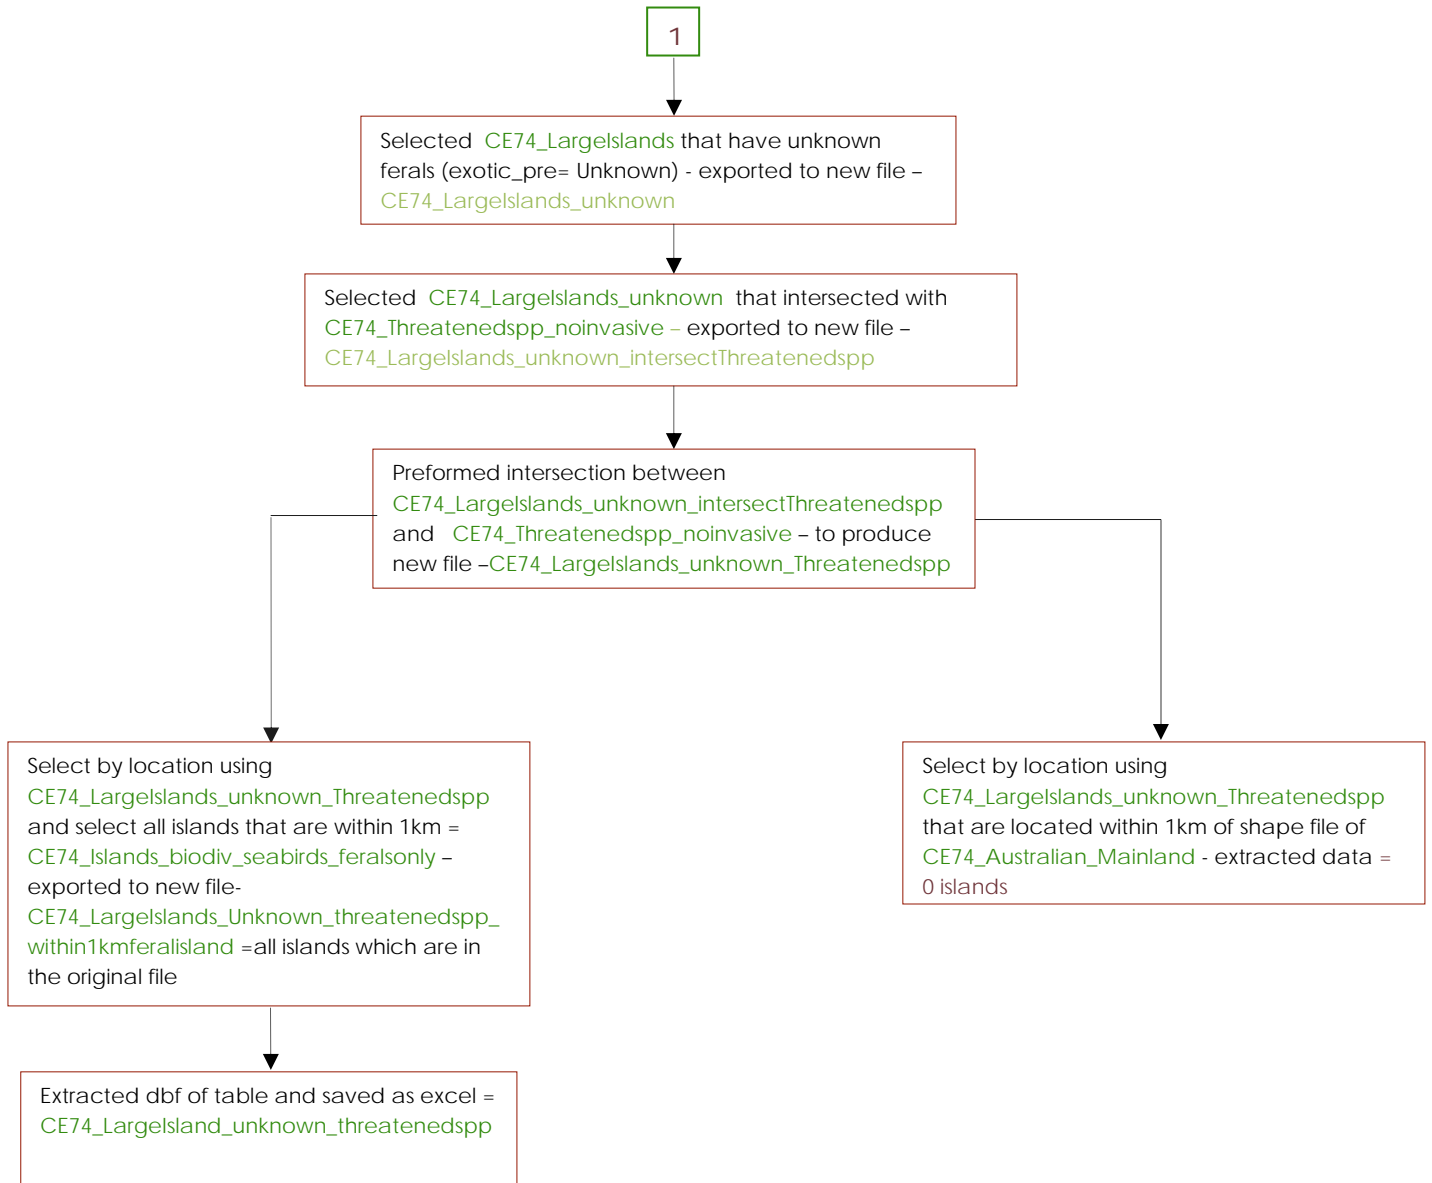 1
Selected CE74_LargeIslands that have unknown
ferals (exotic_pre= Unknown) - exported to new file –
CE74_LargeIslands_unknown
Selected CE74_LargeIslands_unknown that intersected with
CE74_Threatenedspp_noinvasive – exported to new file –
CE74_LargeIslands_unknown_intersectThreatenedspp
Preformed intersection between
CE74_LargeIslands_unknown_intersectThreatenedspp
and CE74_Threatenedspp_noinvasive – to produce
new file –CE74_LargeIslands_unknown_Threatenedspp
Select by location using
CE74_LargeIslands_unknown_Threatenedspp
and select all islands that are within 1km =
CE74_Islands_biodiv_seabirds_feralsonly –
exported to new file-
CE74_LargeIslands_Unknown_threatenedspp_
within1kmferalisland =all islands which are in
the original file
Select by location using
CE74_LargeIslands_unknown_Threatenedspp
that are located within 1km of shape file of
CE74_Australian_Mainland - extracted data =
0 islands
Extracted dbf of table and saved as excel =
CE74_LargeIsland_unknown_threatenedspp